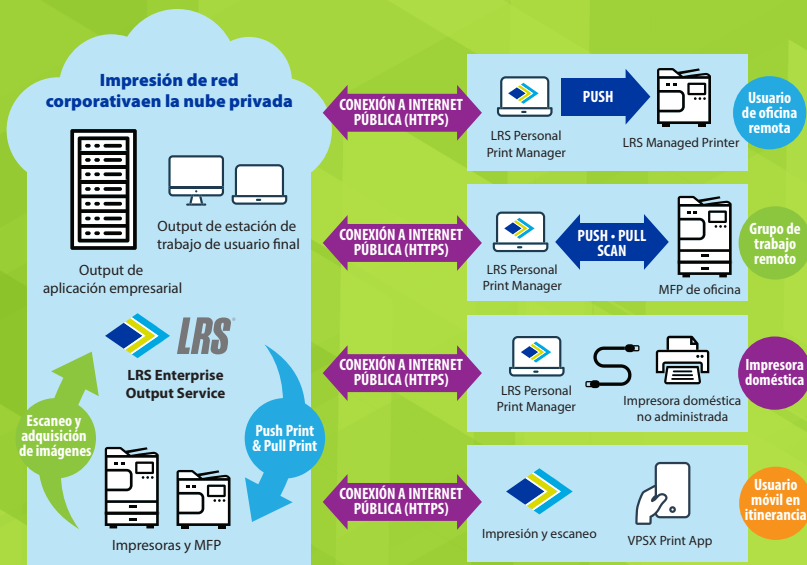 Impresión de red
corporativaen la nube privada
Output de estación de
trabajo de usuario final
Output de
aplicación empresarial
LRS
LRS Enterprise
Output Service
Escaneo y
adquisición
de imágenes
Push Print
& Pull Print
Impresoras y MFP
CONEXIÓN A INTERNET
PÚBLICA (HTTPS)
LRS Personal
Print Manager
PUSH
LRS Managed Printer
Usuario
de oficina
remota
CONEXIÓN A INTERNET
PÚBLICA (HTTPS)
LRS Personal
Print Manager
PUSH • PULL
SCAN
MFP de oficina
Grupo de
trabajo
remoto
CONEXIÓN A INTERNET
PÚBLICA (HTTPS)
LRS Personal
Print Manager
Impresora doméstica
no administrada
Impresora
doméstica
CONEXIÓN A INTERNET
PÚBLICA (HTTPS)
Impresión y escaneo
VPSX Print App
Usuario
móvil en
itinerancia